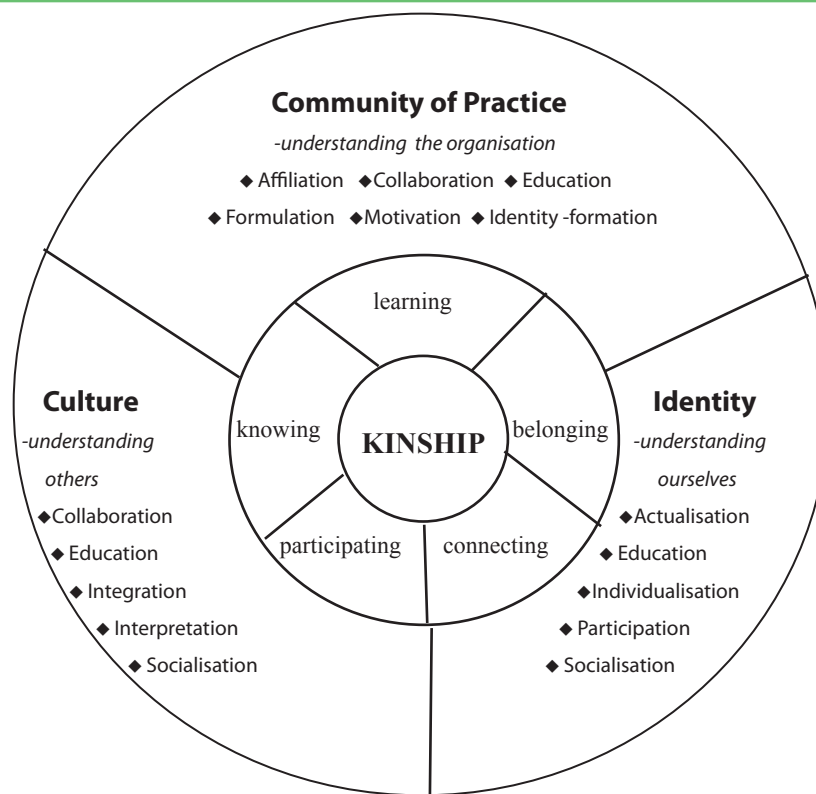 Community of Practice
-understanding the organisation
◆ Affiliation ◆Collaboration ◆ Education
◆ Formulation ◆Motivation ◆ Identity -formation
learning
knowing
KINSHIP
belonging
participating
connecting
Culture
-understanding
others
◆Collaboration
◆ Education
◆ Integration
◆ Interpretation
◆ Socialisation
Identity
-understanding
ourselves
◆Actualisation
◆ Education
◆Individualisation
◆ Participation
◆ Socialisation